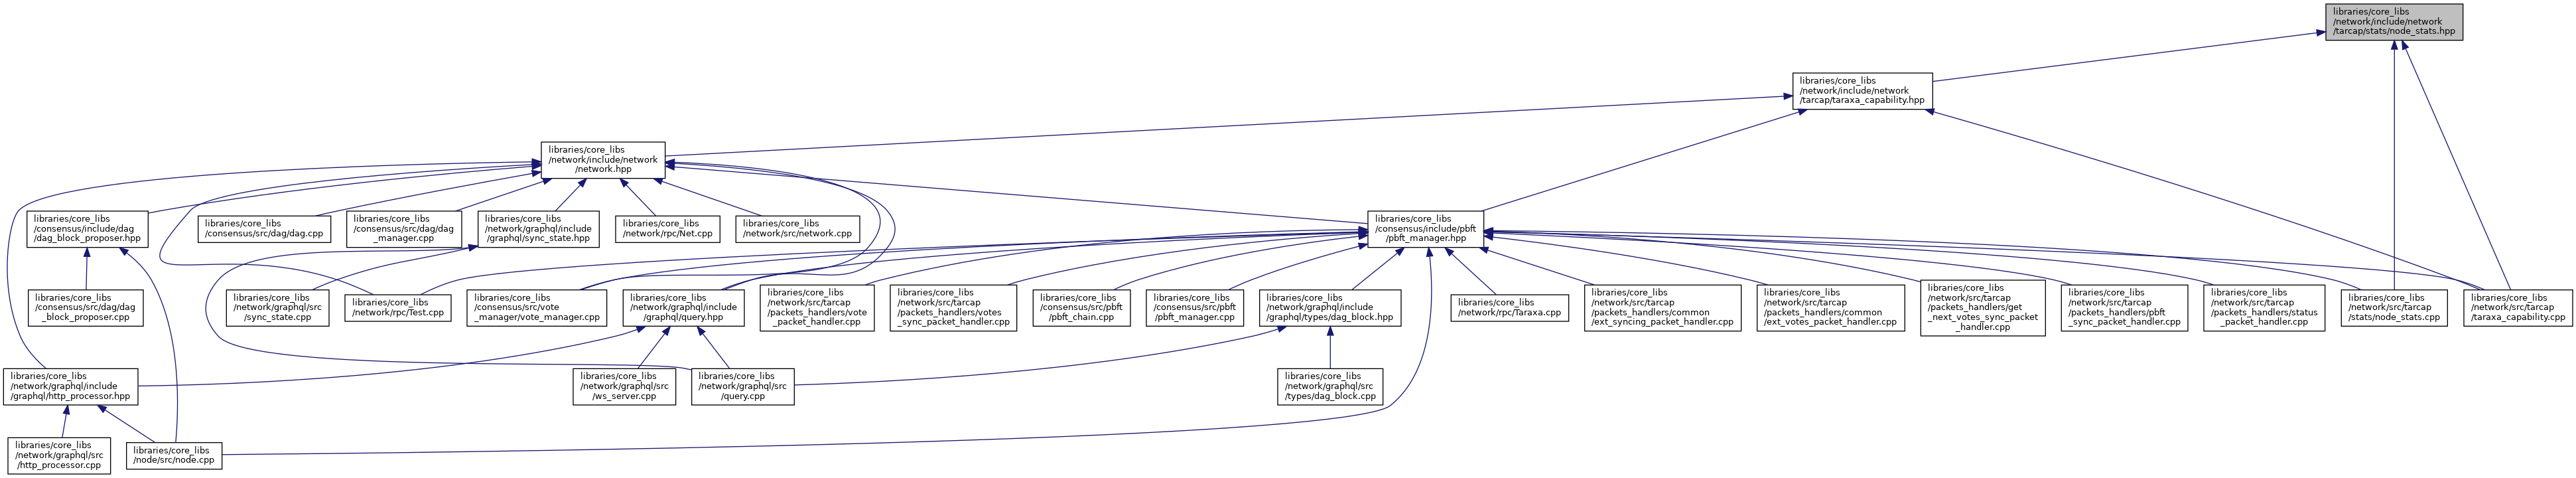 libraries/core_libs
/network/include/network
/tarcap/stats/node_stats.hpp
libraries/core_libs
/network/include/network
/tarcap/taraxa_capability.hpp
libraries/core_libs
/network/include/network
/network.hpp
libraries/core_libs
/consensus/include/dag
/dag_block_proposer.hpp
libraries/core_libs
/consensus/src/dag/dag.cpp
libraries/core_libs
/consensus/src/dag/dag
_manager.cpp
libraries/core_libs
/network/graphql/include
/graphql/sync_state.hpp
libraries/core_libs
/network/rpc/Net.cpp
libraries/core_libs
/network/src/network.cpp
libraries/core_libs
/consensus/include/pbft
/pbft_manager.hpp
libraries/core_libs
/consensus/src/dag/dag
_block_proposer.cpp
libraries/core_libs
/network/graphql/src
/sync_state.cpp
libraries/core_libs
/network/rpc/Test.cpp
libraries/core_libs
/consensus/src/vote
_manager/vote_manager.cpp
libraries/core_libs
/network/graphql/include
/graphql/query.hpp
libraries/core_libs
/network/src/tarcap
/packets_handlers/vote
_packet_handler.cpp
libraries/core_libs
/network/src/tarcap
/packets_handlers/votes
_sync_packet_handler.cpp
libraries/core_libs
/consensus/src/pbft
/pbft_chain.cpp
libraries/core_libs
/consensus/src/pbft
/pbft_manager.cpp
libraries/core_libs
/network/graphql/include
/graphql/types/dag_block.hpp
libraries/core_libs
/network/rpc/Taraxa.cpp
libraries/core_libs
/network/src/tarcap
/packets_handlers/common
/ext_syncing_packet_handler.cpp
libraries/core_libs
/network/src/tarcap
/packets_handlers/common
/ext_votes_packet_handler.cpp
libraries/core_libs
/network/src/tarcap
/packets_handlers/get
_next_votes_sync_packet
_handler.cpp
libraries/core_libs
/network/src/tarcap
/packets_handlers/pbft
_sync_packet_handler.cpp
libraries/core_libs
/network/src/tarcap
/packets_handlers/status
_packet_handler.cpp
libraries/core_libs
/network/src/tarcap
/stats/node_stats.cpp
libraries/core_libs
/network/src/tarcap
/taraxa_capability.cpp
libraries/core_libs
/network/graphql/include
/graphql/http_processor.hpp
libraries/core_libs
/network/graphql/src
/ws_server.cpp
libraries/core_libs
/network/graphql/src
/query.cpp
libraries/core_libs
/network/graphql/src
/types/dag_block.cpp
libraries/core_libs
/network/graphql/src
/http_processor.cpp
libraries/core_libs
/node/src/node.cpp